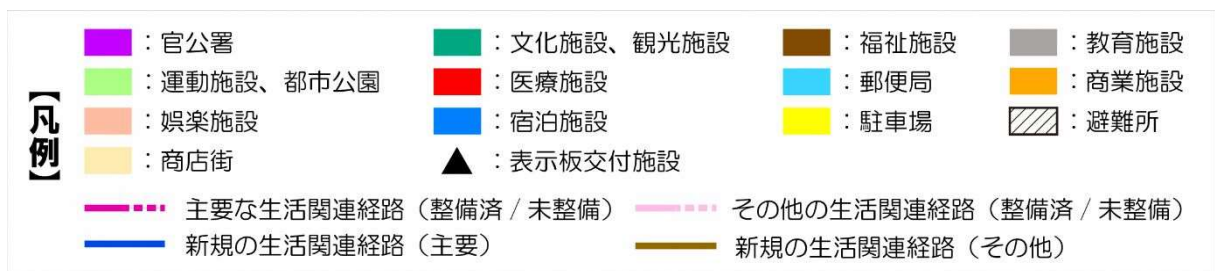 【凡例】
：官公署 ：文化施設、観光施設 ：福祉施設 ：教育施設
：運動施設、都市公園 ：医療施設 ：郵便局 ：商業施設
：娯楽施設 ：宿泊施設 ：駐車場 ：避難所
：商店街 ▲ ：表示板交付施設
主要な生活関連経路（整備済 / 未整備） その他の生活関連経路（整備済 / 未整備）
新規の生活関連経路（主要） 新規の生活関連経路（その他）